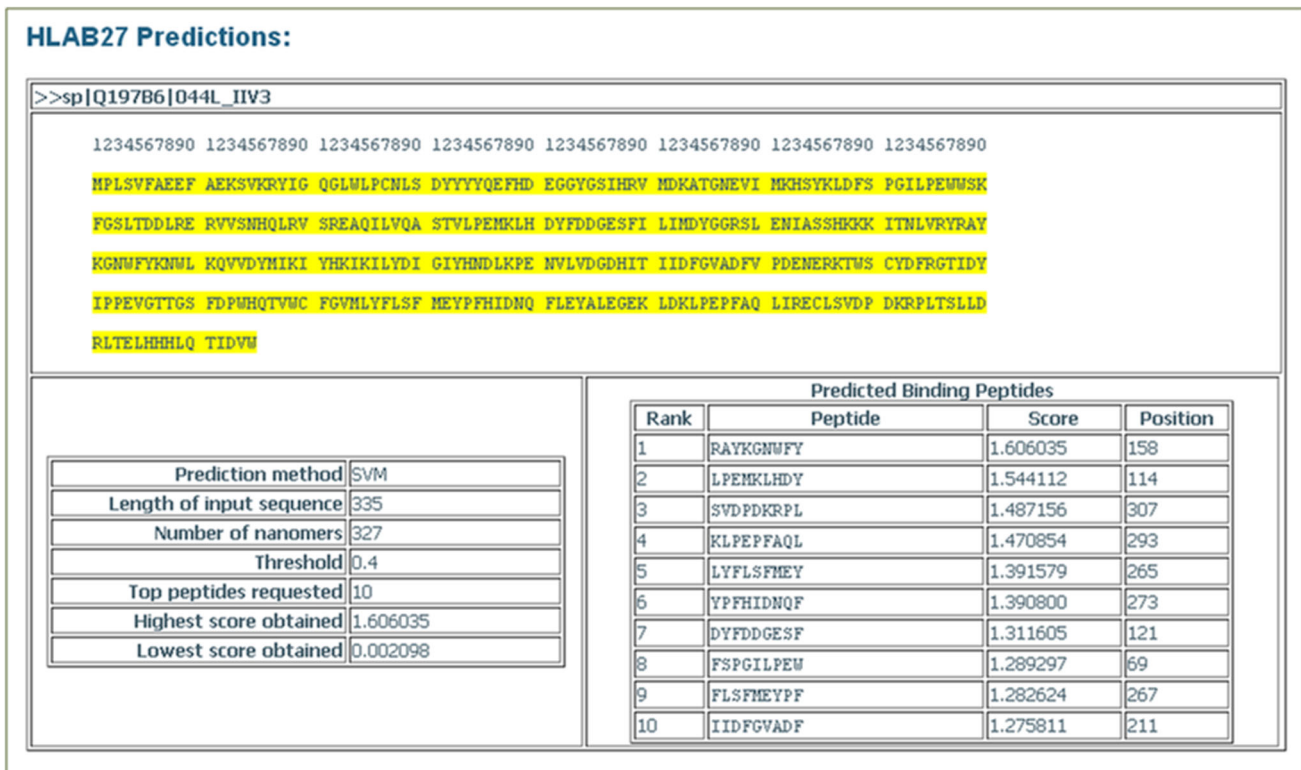 HLAB27 Predictions:
>>sp|Q197B6|044L_IIV3
1234567890 1234567890 1234567890 1234567890 1234567890 1234567890 1234567890 1234567890
MPLSVFAEEF AEKSVKRYIG QGLWLPCNLS DYYYYQEFHD EGGYGSIHRV MDKATGNEVI MKHSYKLDFS PGILPEWWSK
FGSLTDDLRE RVVSNHQLRV SREAQILVQA STVLPEMKLH DYFDDGESFI LIMDYGGRSL ENIASSHKKK ITNLVRYRAY
KGNWFYKNWL KQVVDYMIKI YHKIKILYDI GIYHNDLKPE NVLVDGDHIT IIDFGVADFV PDENERKTWS CYDFRGTIDY
IPPEVGTTGS FDPWHQTVWC FGVMLYFLSF MEYPFHIDNQ FLEYALEGEK LDKLPEPFAQ LIRECLSVDP DKRPLTSLLD
RLTELHHHLQ TIDVW
Prediction method SVM
Length of input sequence 335
Number of nanomers 327
Threshold 0.4
Top peptides requested 10
Highest score obtained 1.606035
Lowest score obtained 0.002098
Predicted Binding Peptides
Rank Peptide Score Position
1 RAYKGNWFY 1.606035 158
2 LPEMKLHDY 1.544112 114
3 SVDPDKRPL 1.487156 307
4 KLPEPFAQL 1.470854 293
5 LYFLSFMEY 1.391579 265
6 YPFHIDNQF 1.390800 273
7 DYFDDGESF 1.311605 121
8 FSPGILPEW 1.289297 69
9 FLSFMEYPF 1.282624 267
10 IIDFGVADF 1.275811 211